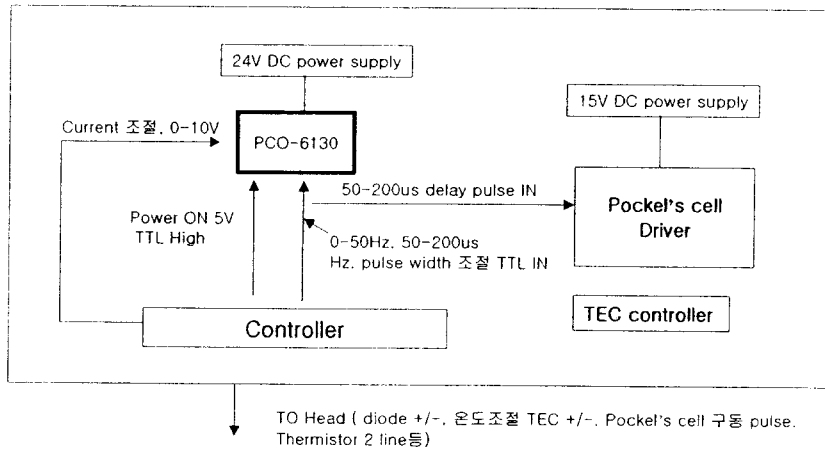 24V DC power supply
15V DC power supply
Current 조절, 0-10V
PCO-6130
50-200us delay pulse IN
Pockel's cell
Driver
Power ON 5V
TTL High
0-50Hz, 50-200us
Hz, pulse width 조절 TTL IN
Controller
TEC controller
TO Head ( diode +/-, 온도조절 TEC +/-, Pockel's cell 구동 pulse.
Thermistor 2 line등)